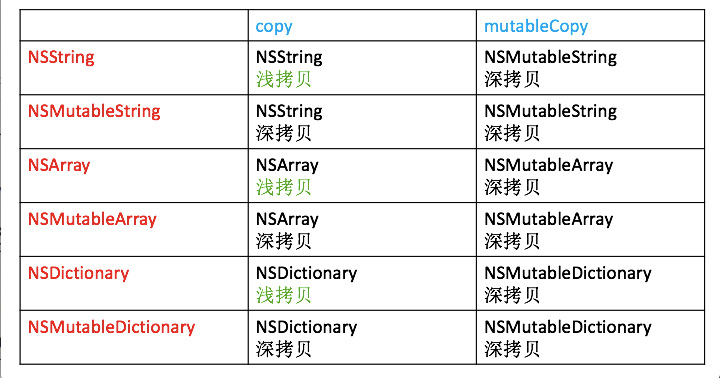 copy mutableCopy
NSString NSString NSMutableString
浅拷贝 深拷贝
NSMutableString NSString NSMutableString
深拷贝 深拷贝
NSArray NSArray NSMutableArray
浅拷贝 深拷贝
NSMutableArray NSArray NSMutableArray
深拷贝 深拷贝
NSDictionary NSDictionary NSMutableDictionary
浅拷贝 深拷贝
NSMutableDictionary NSDictionary NSMutableDictionary
深拷贝 深拷贝